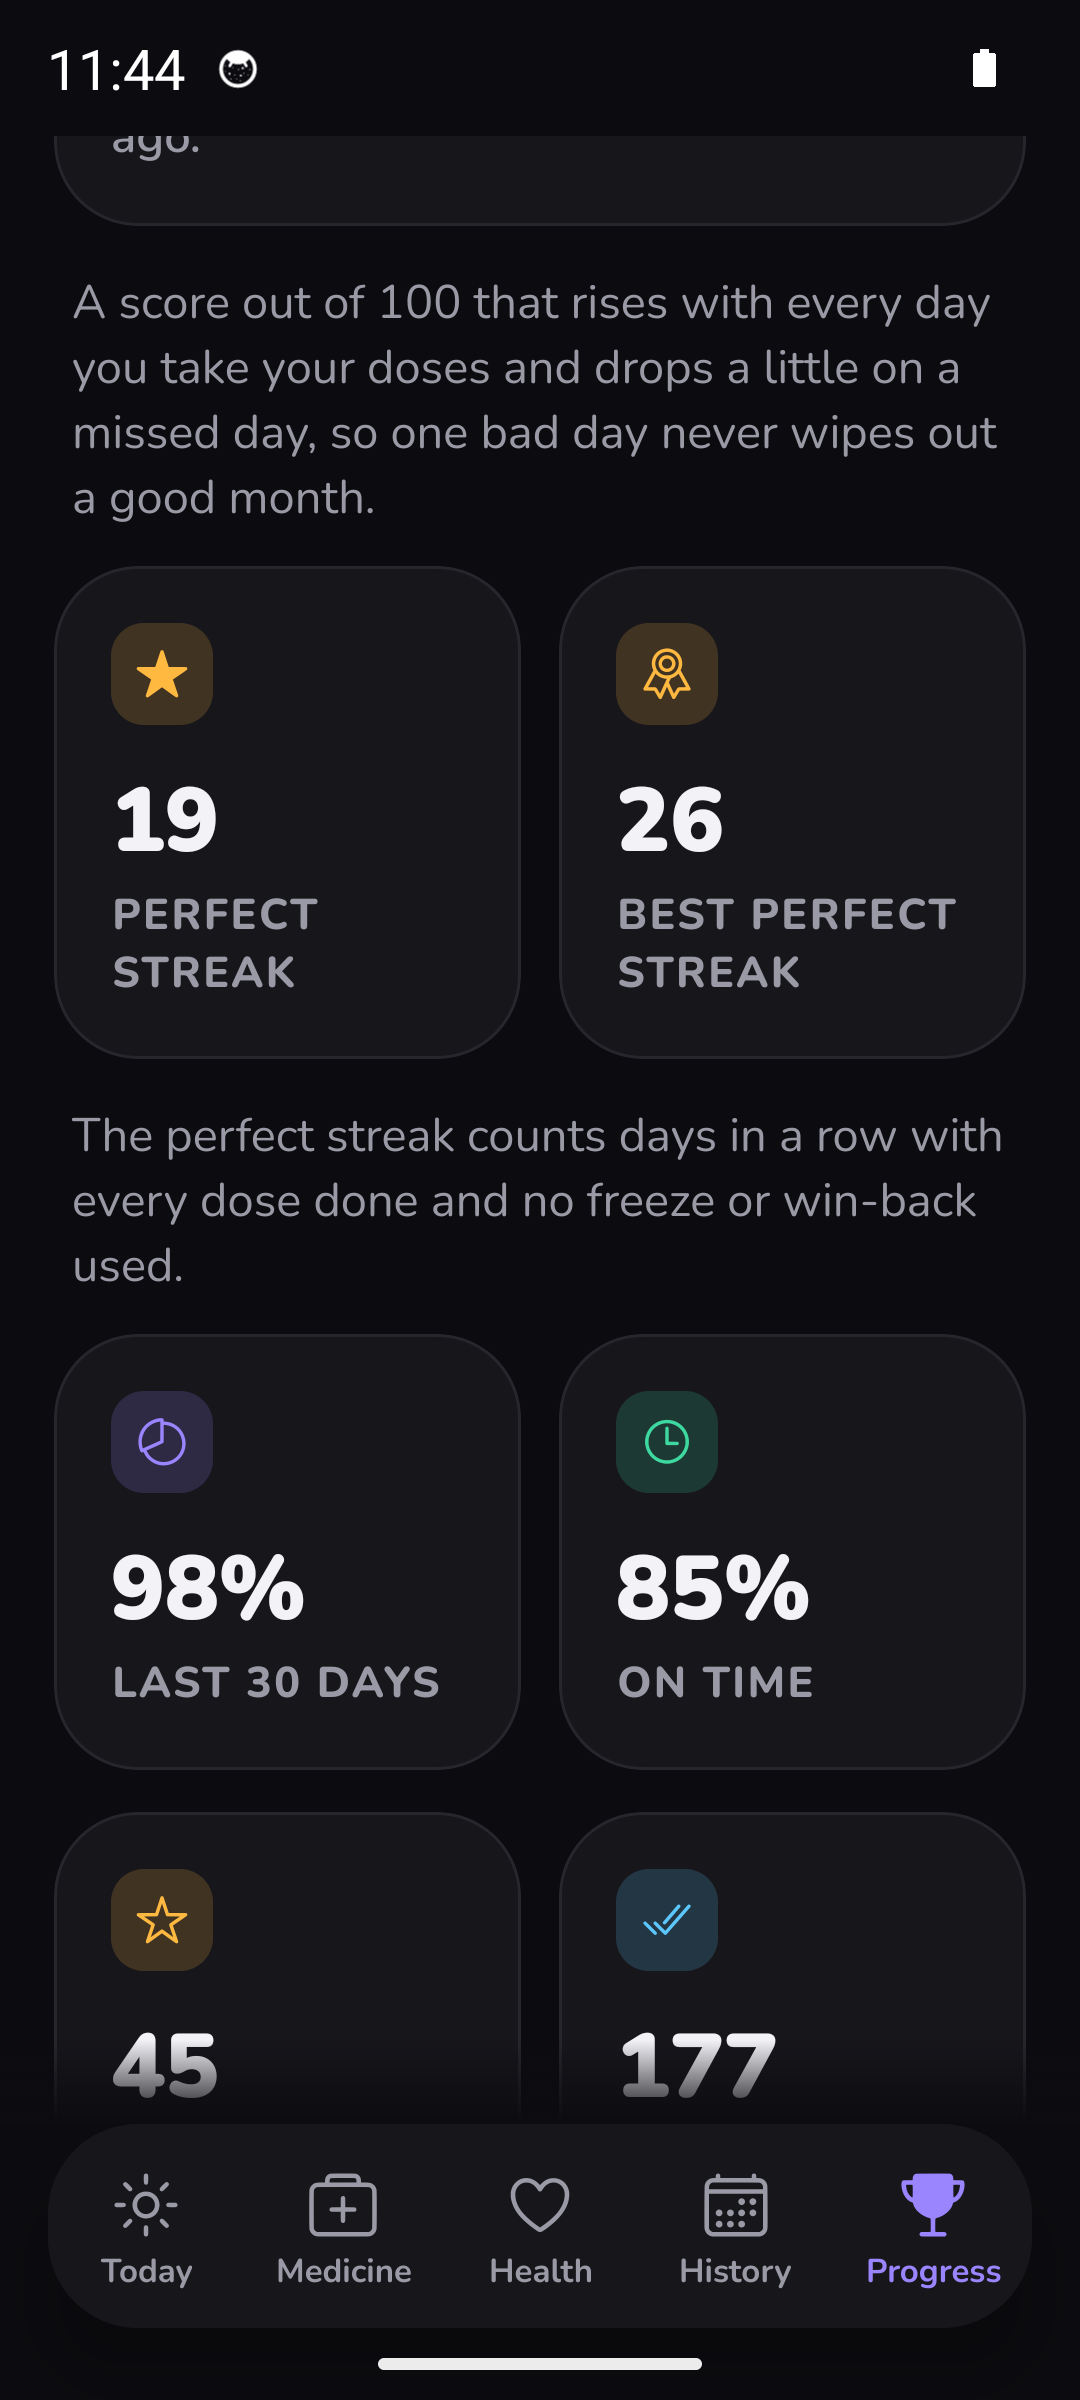 11:44
ago.
A score out of 100 that rises with every day
you take your doses and drops a little on a
missed day, so one bad day never wipes out
a good month.
19
PERFECT
STREAK
26
BEST PERFECT
STREAK
The perfect streak counts days in a row with
every dose done and no freeze or win-back
used.
98%
LAST 30 DAYS
85%
ON TIME
45
177
Today
Medicine
Health
History
Progress